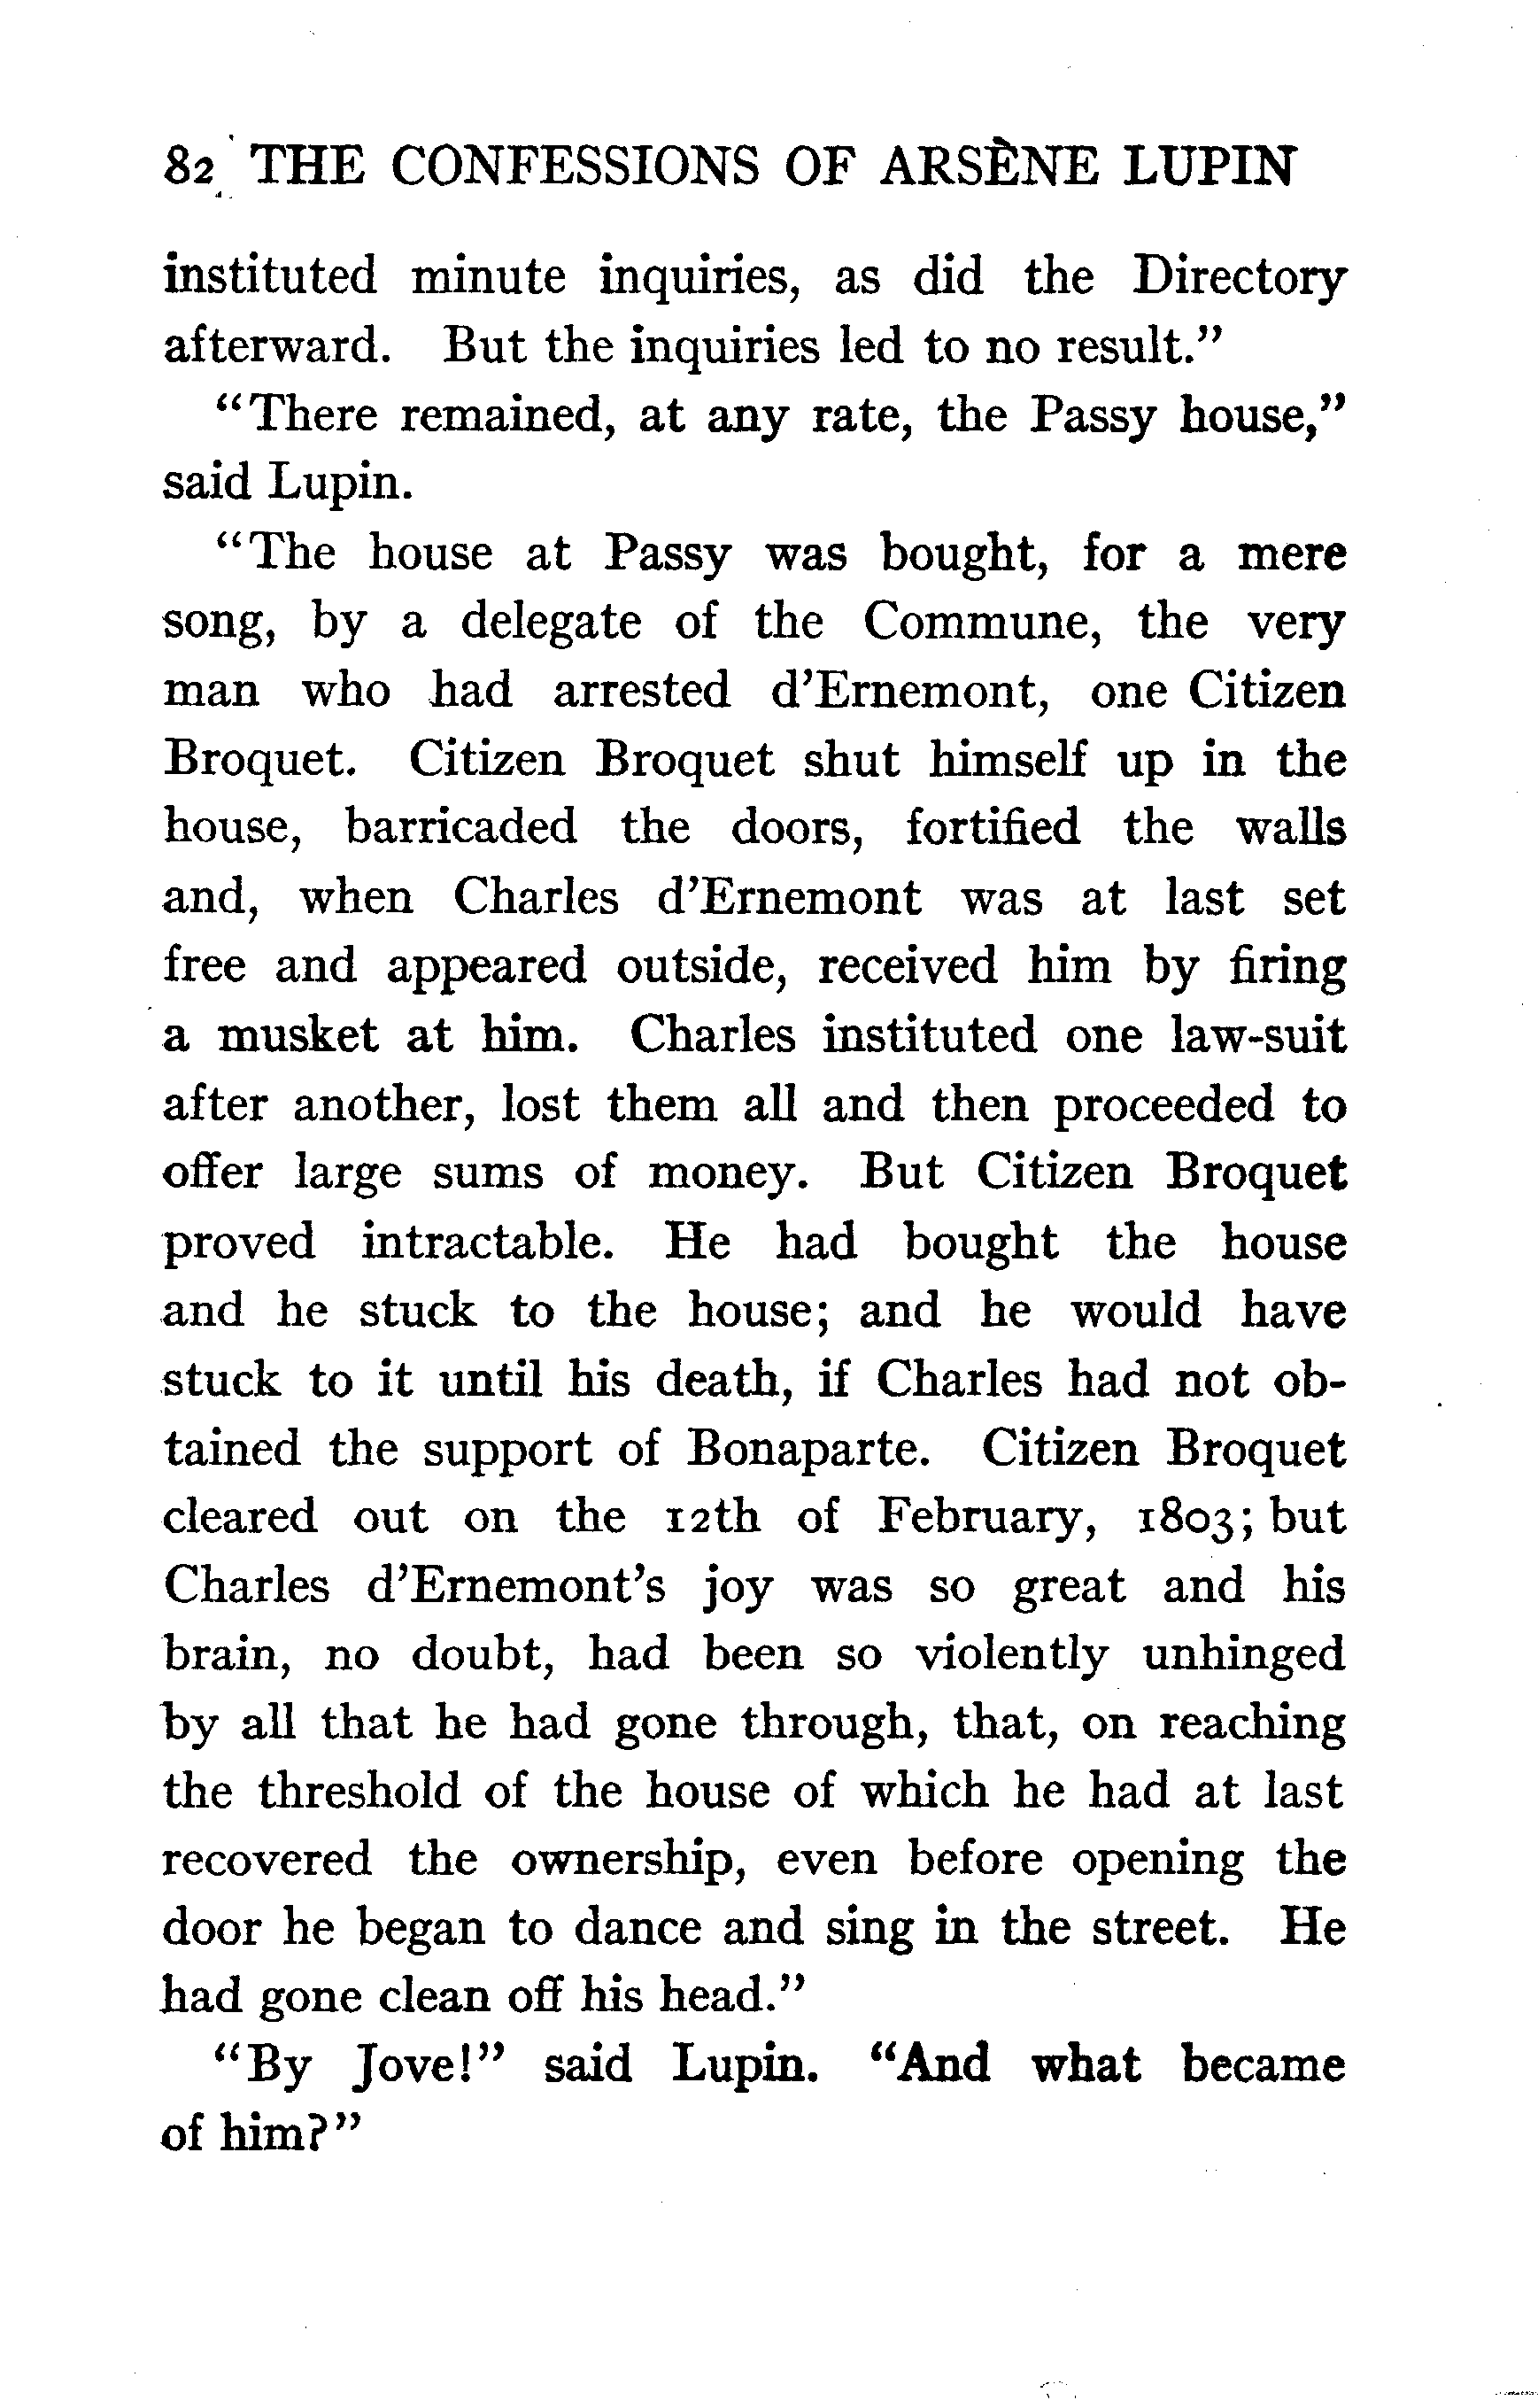 82 THE CONFESSIONS OF ARSÈNE LUPIN
instituted minute inquiries, as did the Directory
afterward. But the inquiries led to no result."
"There remained, at any rate, the Passy house,"
said Lupin.
"The house at Passy was bought, for a mere
song, by a delegate of the Commune, the very
man who had arrested d'Ernemont, one Citizen
Broquet. Citizen Broquet shut himself up in the
house, barricaded the doors, fortified the walls
and, when Charles d'Ernemont was at last set
free and appeared outside, received him by firing
a musket at him. Charles instituted one law-suit
after another, lost them all and then proceeded to
offer large sums of money. But Citizen Broquet
proved intractable. He had bought the house
and he stuck to the house; and he would have
stuck to it until his death, if Charles had not ob-
tained the support of Bonaparte. Citizen Broquet
cleared out on the 12th of February, 1803; but
Charles d'Ernemont's joy was so great and his
brain, no doubt, had been so violently unhinged
by all that he had gone through, that, on reaching
the threshold of the house of which he had at last
recovered the ownership, even before opening the
door he began to dance and sing in the street. He
had gone clean off his head."
"By Jove!" said Lupin. "And what became
of him?"